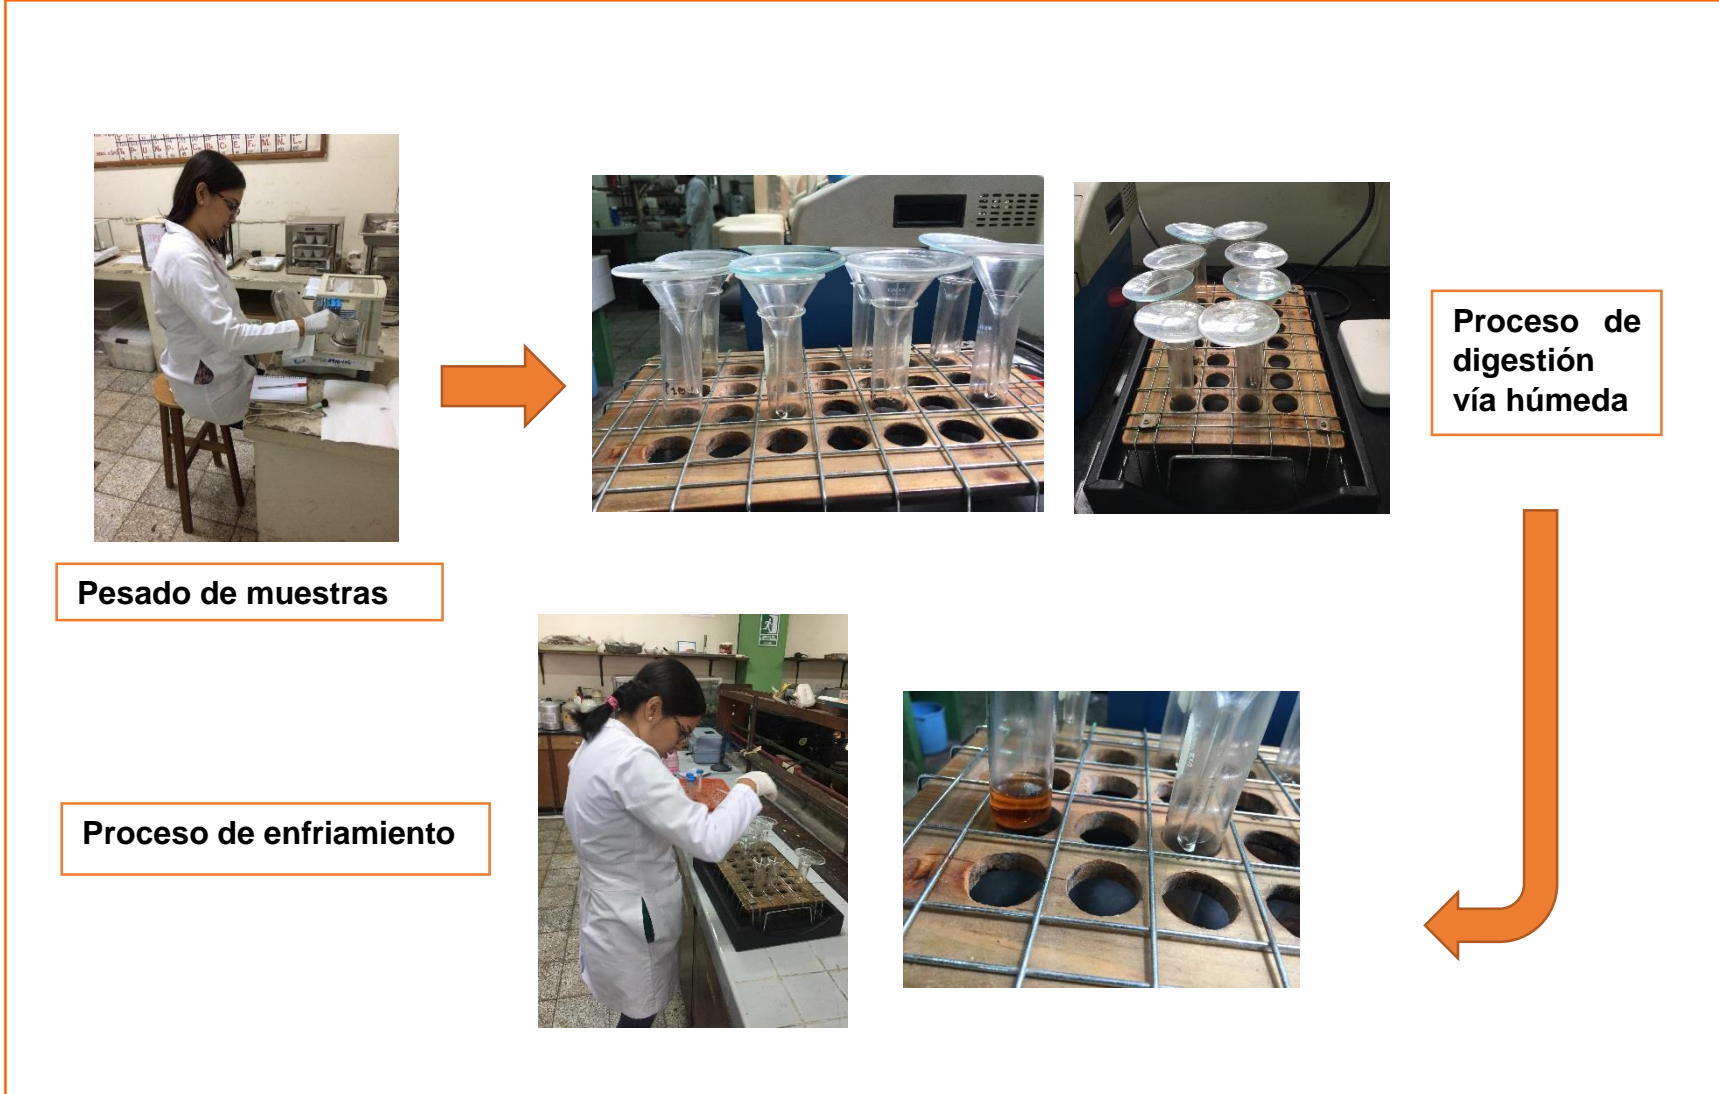 Pesado de muestras
Proceso de
digestión
vía húmeda
Proceso de enfriamiento